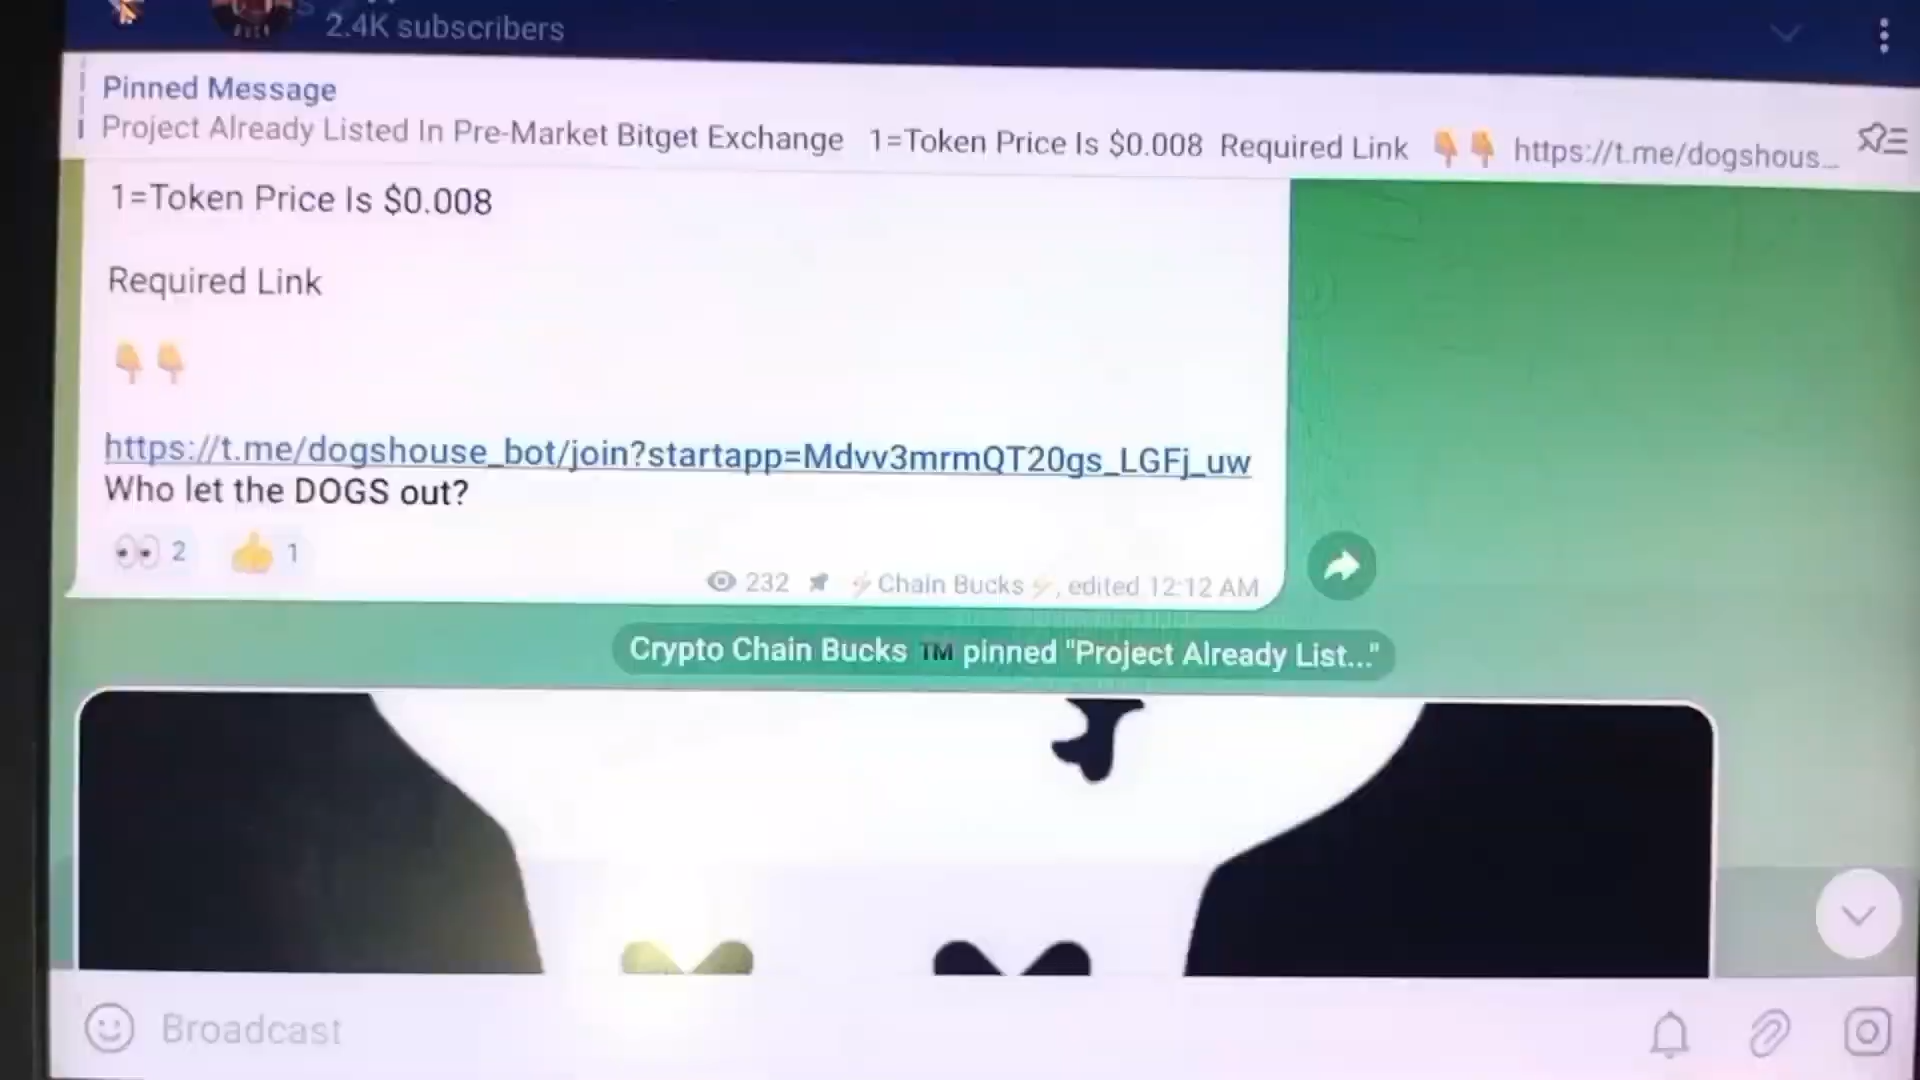 2.4K subscribers
Pinned Message
Project Already Listed In Pre-Market Bitget Exchange 1=Token Price Is $0.008 Required Link 👇👇 https://t.me/dogshous...
1=Token Price Is $0.008
Required Link
👇👇
https://t.me/dogshouse_bot/join?startapp=Mdvv3mrmQT20gs_LGFj_uw
Who let the DOGS out?
👀 2 👍 1
232 ⚡Chain Bucks⚡, edited 12:12 AM
Crypto Chain Bucks ™ pinned "Project Already List..."
Broadcast